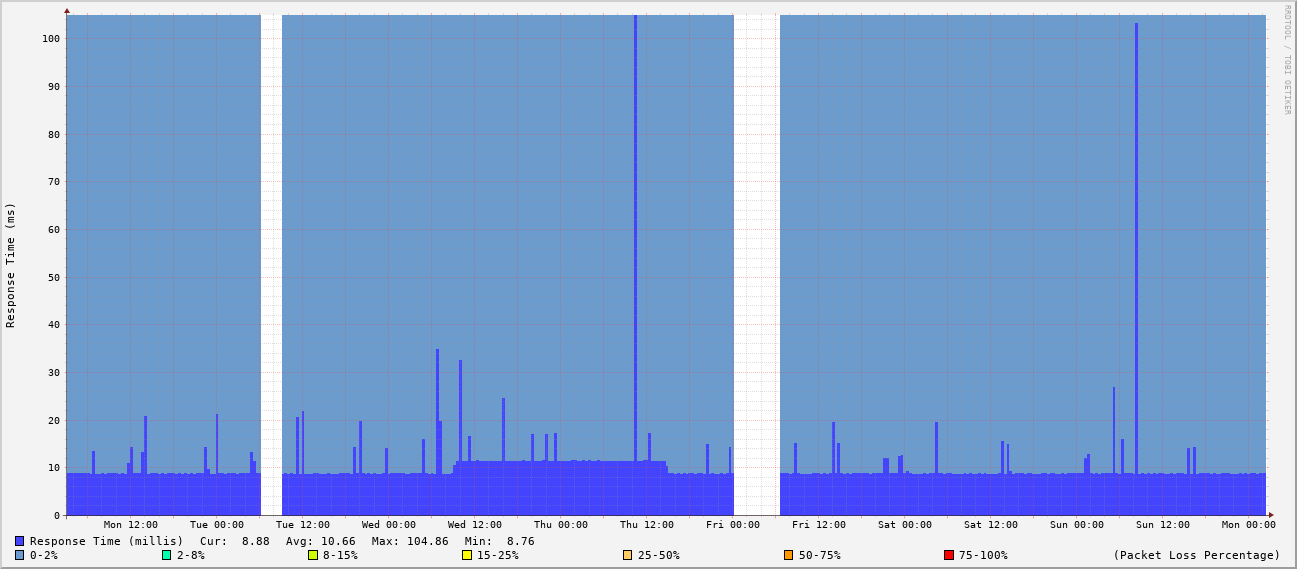 RRDTOOL / TOBI OETIKER
Response Time (ms)
100
90
80
70
60
50
40
30
20
10
0
Mon 12:00 Tue 00:00 Tue 12:00 Wed 00:00 Wed 12:00 Thu 00:00 Thu 12:00 Fri 00:00 Fri 12:00 Sat 00:00 Sat 12:00 Sun 00:00 Sun 12:00 Mon 00:00
Response Time (millis) Cur: 8.88 Avg: 10.66 Max: 104.86 Min: 8.76
0-2% 2-8% 8-15% 15-25% 25-50% 50-75% 75-100% (Packet Loss Percentage)